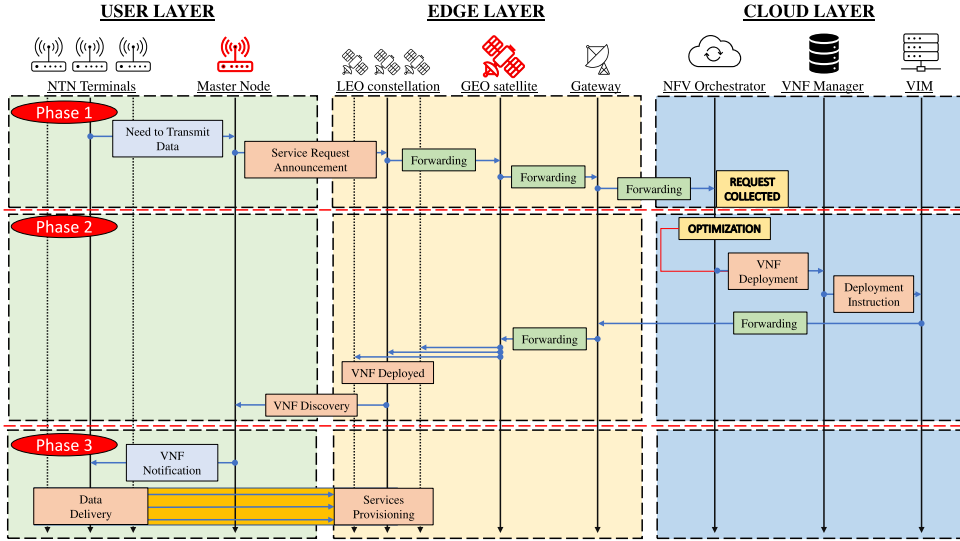 USER LAYER
EDGE LAYER
CLOUD LAYER
NTN Terminals
Master Node
LEO constellation
GEO satellite
Gateway
NFV Orchestrator
VNF Manager
VIM
Phase 1
Need to Transmit
Data
Service Request
Announcement
Forwarding
Forwarding
Forwarding
REQUEST
COLLECTED
Phase 2
OPTIMIZATION
VNF
Deployment
Deployment
Instruction
Forwarding
Forwarding
VNF Deployed
VNF Discovery
Phase 3
VNF
Notification
Data
Delivery
Services
Provisioning